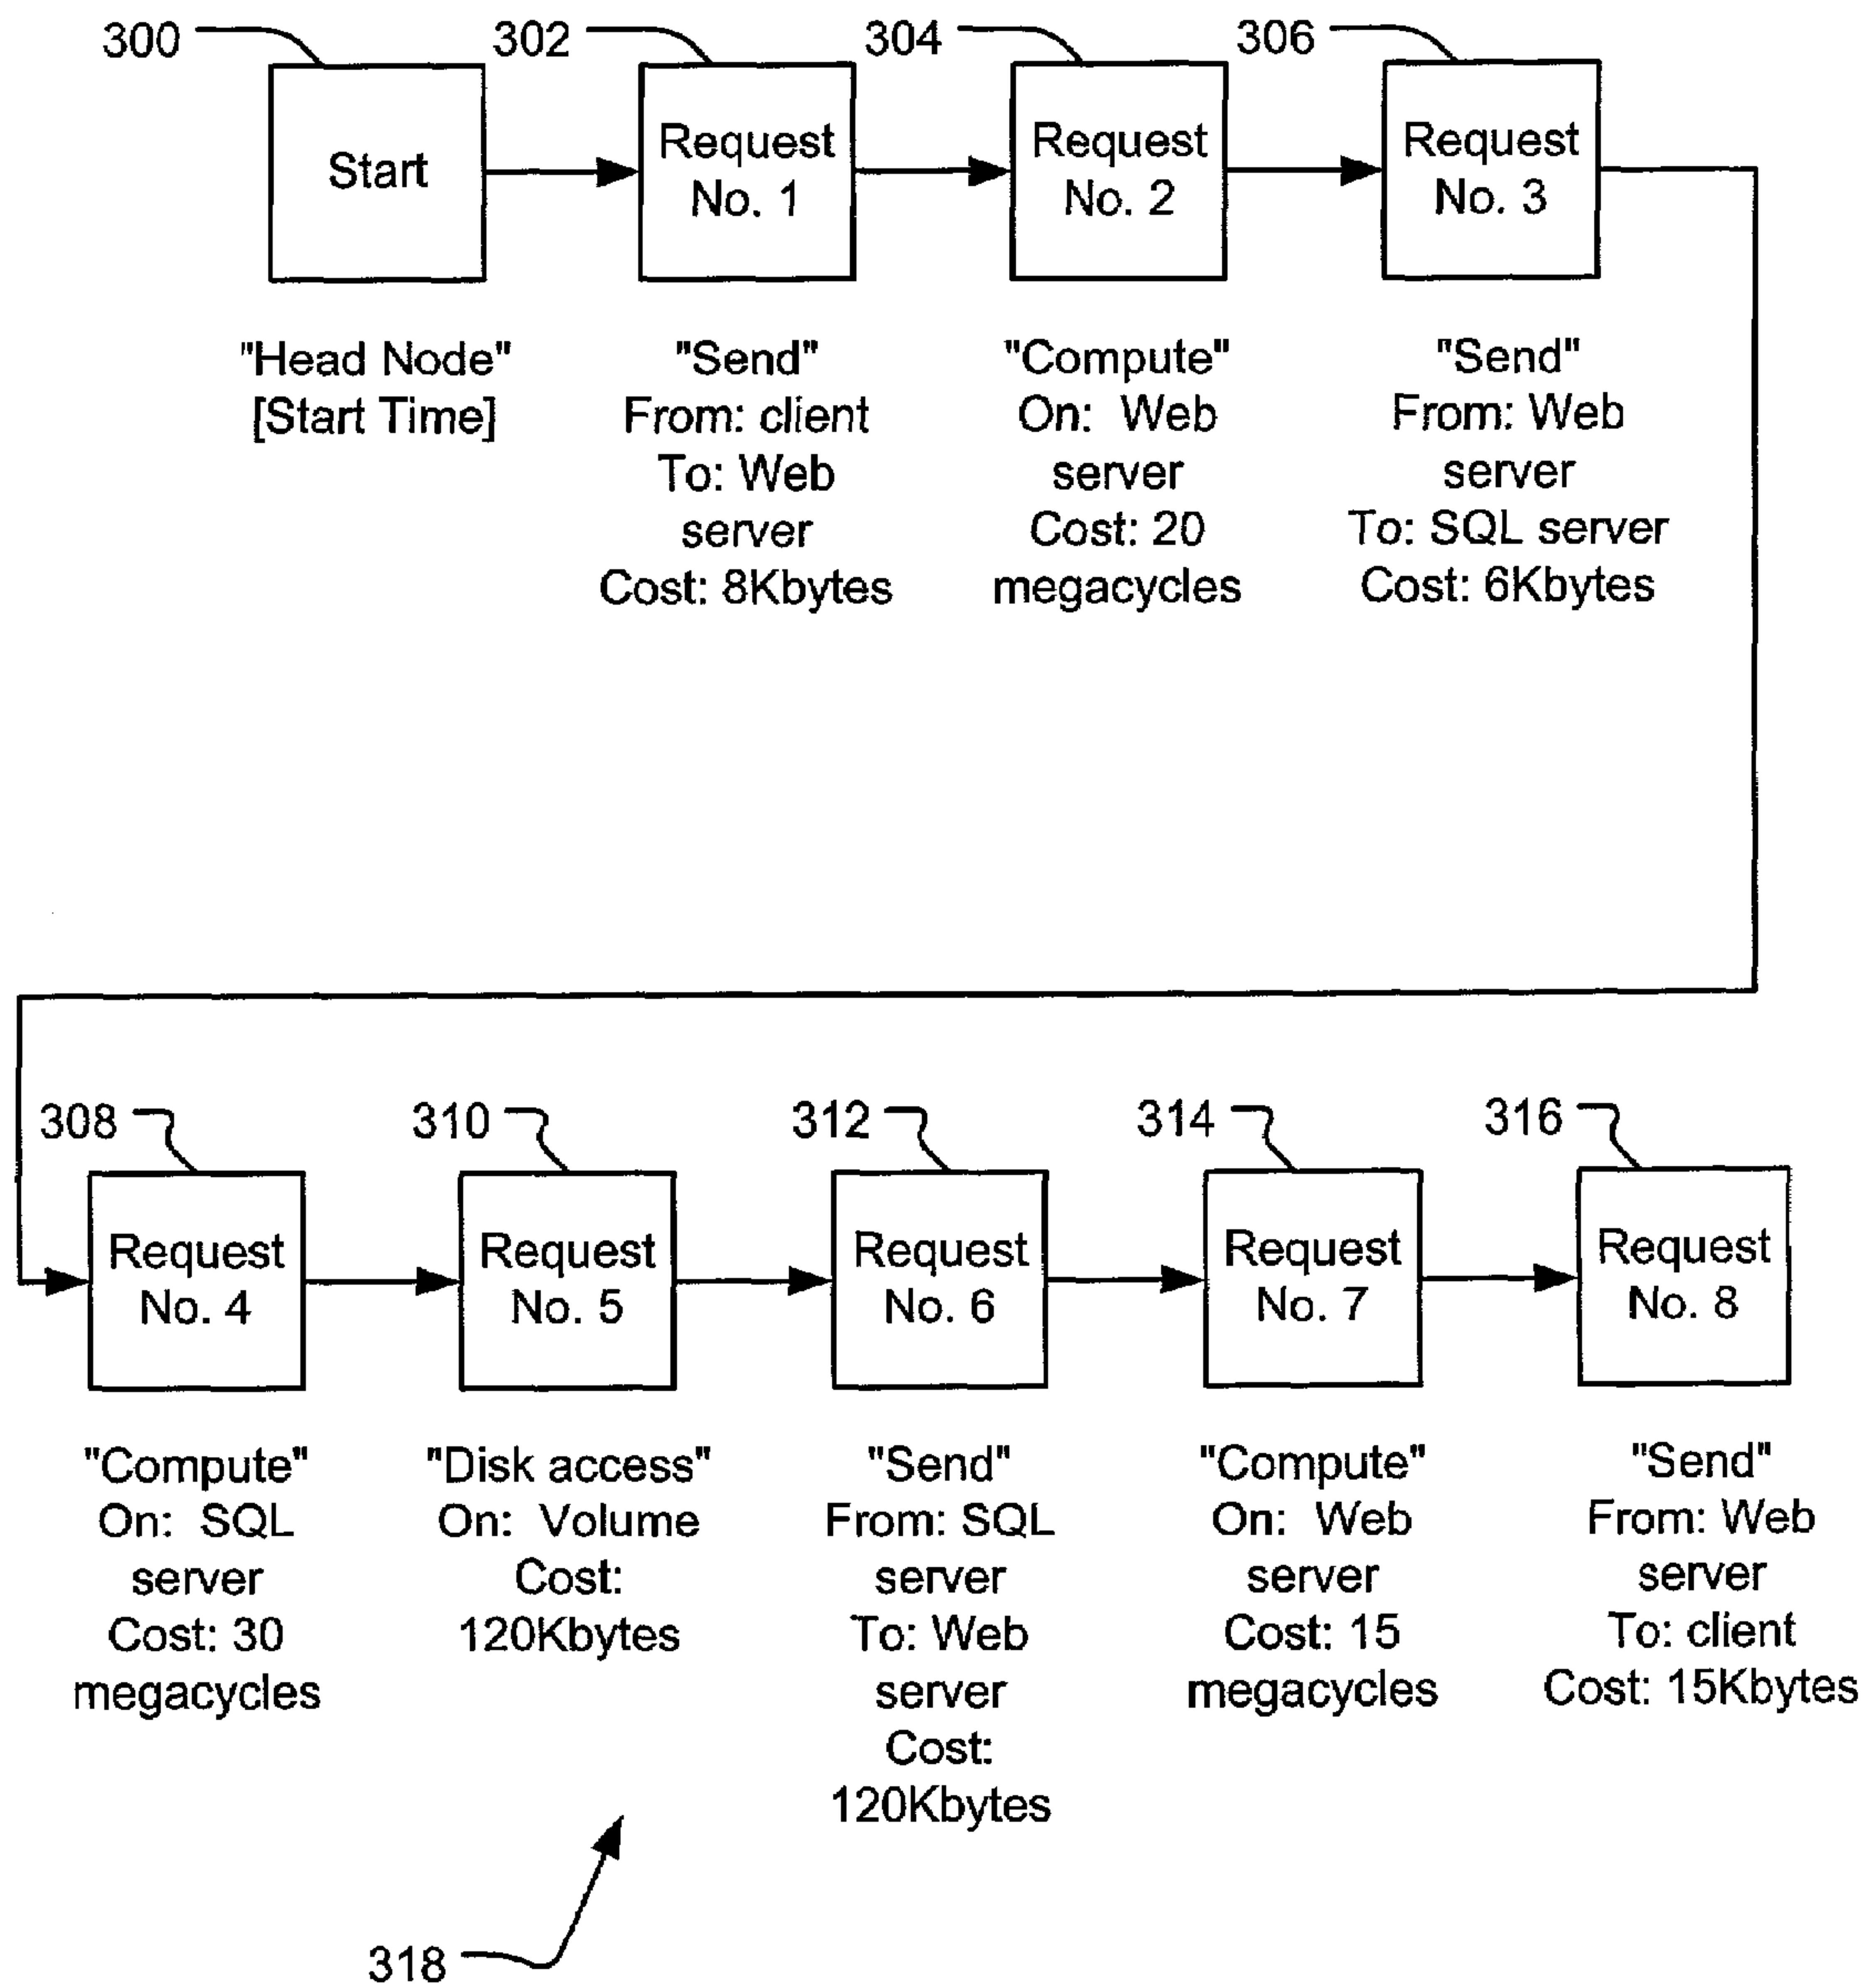 300
302
304
306
Start
Request
No. 1
Request
No. 2
Request
No. 3
"Head Node"
[Start Time]
"Send"
From: client
To: Web
server
Cost: 8Kbytes
"Compute"
On: Web
server
Cost: 20
megacycles
"Send"
From: Web
server
To: SQL server
Cost: 6Kbytes
308
310
312
314
316
Request
No. 4
Request
No. 5
Request
No. 6
Request
No. 7
Request
No. 8
"Compute"
On: SQL
server
Cost: 30
megacycles
"Disk access"
On: Volume
Cost:
120Kbytes
"Send"
From: SQL
server
To: Web
server
Cost:
120Kbytes
"Compute"
On: Web
server
Cost: 15
megacycles
"Send"
From: Web
server
To: client
Cost: 15Kbytes
318